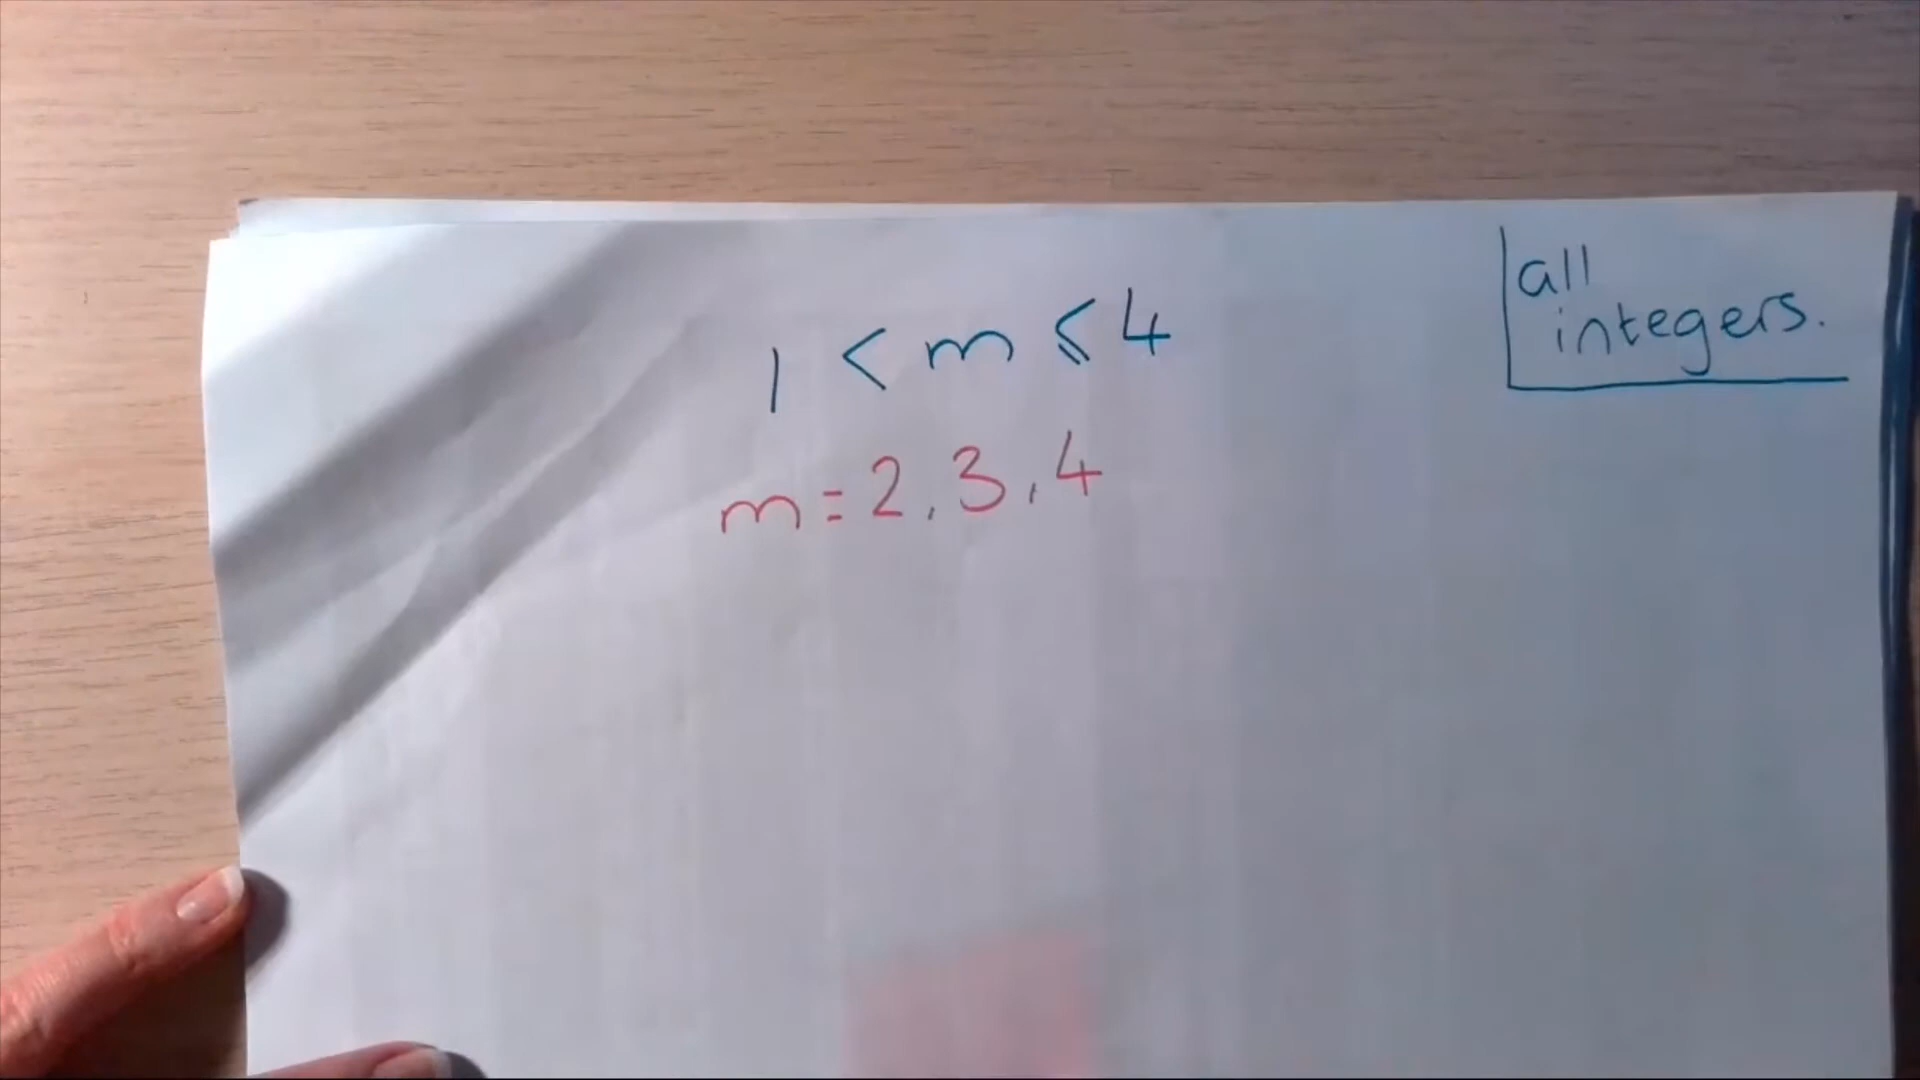 all
integers.
1 < m ⩽ 4
m = 2, 3, 4